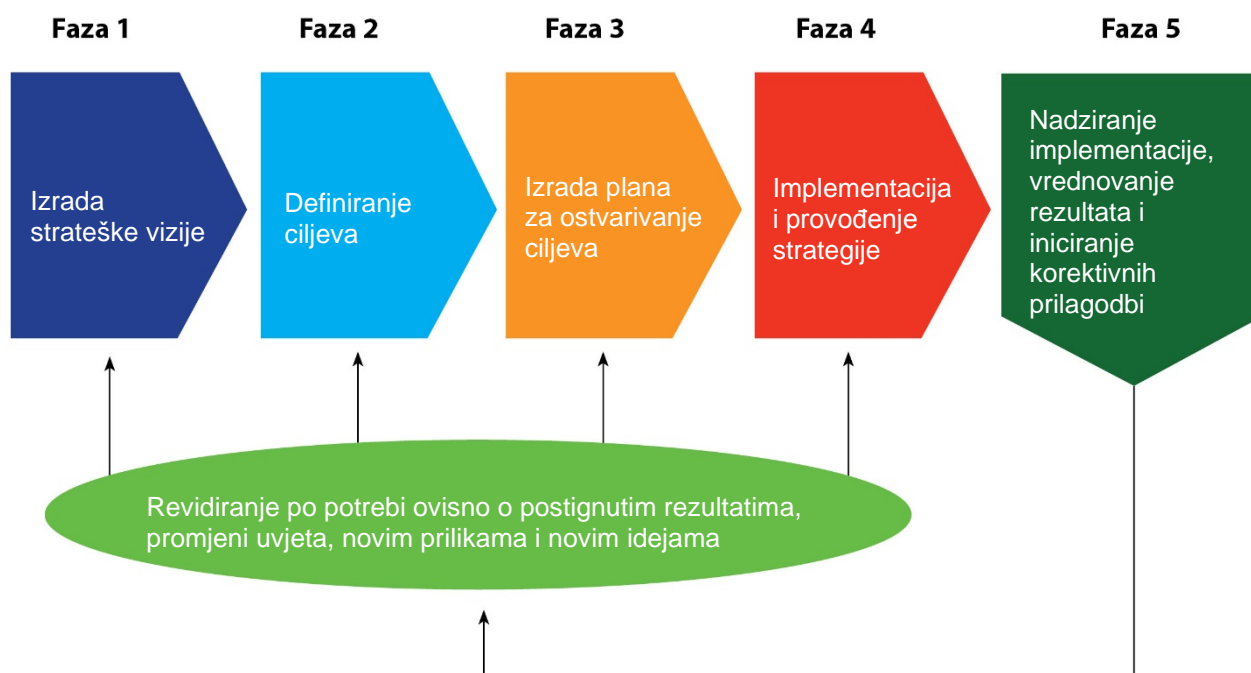 Faza 1
Faza 2
Faza 3
Faza 4
Faza 5
Izrada
strateške vizije
Definiranje
ciljeva
Izrada plana
za ostvarivanje
ciljeva
Implementacija
i provođenje
strategije
Nadziranje
implementacije,
vrednovanje
rezultata i
iniciranje
korektivnih
prilagodbi
Revidiranje po potrebi ovisno o postignutim rezultatima,
promjeni uvjeta, novim prilikama i novim idejama